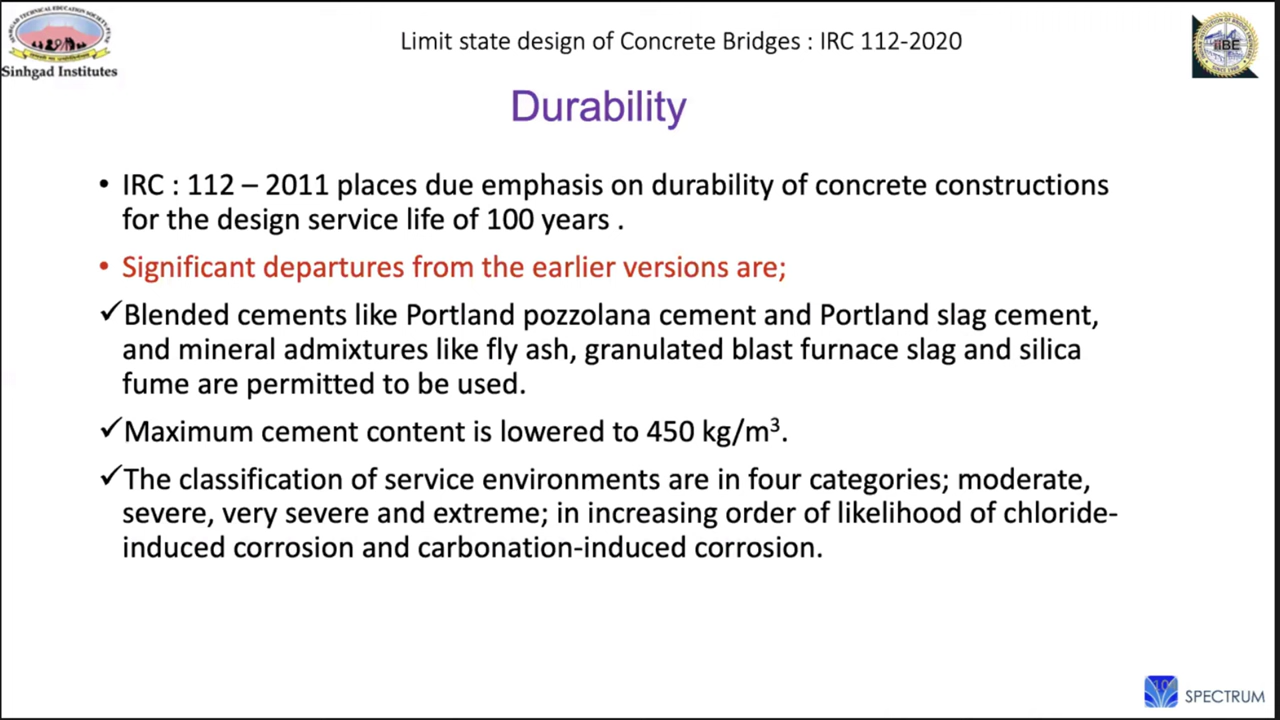 Limit state design of Concrete Bridges : IRC 112-2020
Sinhgad Institutes
iiBE
Durability
• IRC : 112 – 2011 places due emphasis on durability of concrete constructions
for the design service life of 100 years .
• Significant departures from the earlier versions are;
✓Blended cements like Portland pozzolana cement and Portland slag cement,
and mineral admixtures like fly ash, granulated blast furnace slag and silica
fume are permitted to be used.
✓Maximum cement content is lowered to 450 kg/m³.
✓The classification of service environments are in four categories; moderate,
severe, very severe and extreme; in increasing order of likelihood of chloride-
induced corrosion and carbonation-induced corrosion.
SPECTRUM